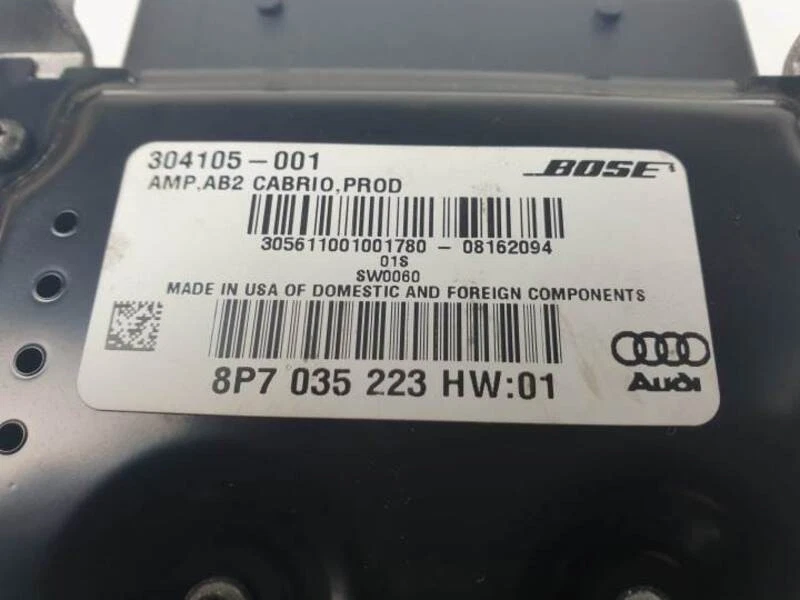 304105-001
BOSE
AMP,AB2 CABRIO,PROD
305611001001780 - 08162094
01S
SW0060
MADE IN USA OF DOMESTIC AND FOREIGN COMPONENTS
8P7 035 223 HW:01
Audi